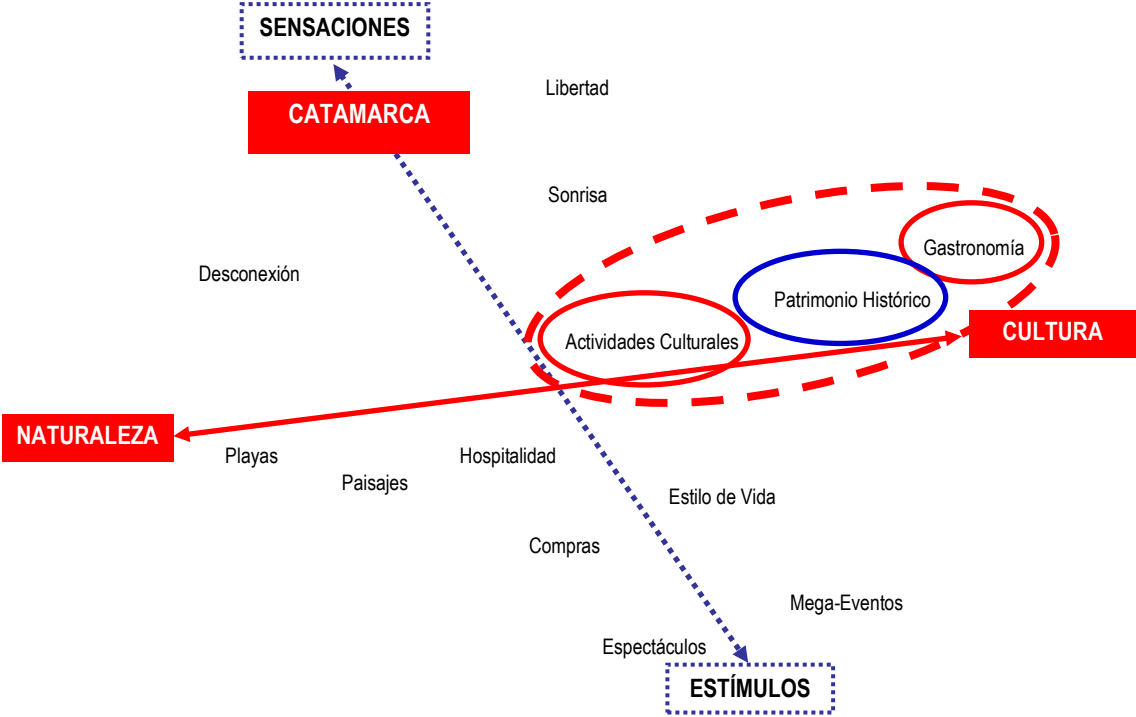 SENSACIONES
Libertad
CATAMARCA
Sonrisa
Gastronomía
Desconexión
Patrimonio Histórico
CULTURA
Actividades Culturales
NATURALEZA
Playas
Hospitalidad
Paisajes
Estilo de Vida
Compras
Mega-Eventos
Espectáculos
ESTÍMULOS